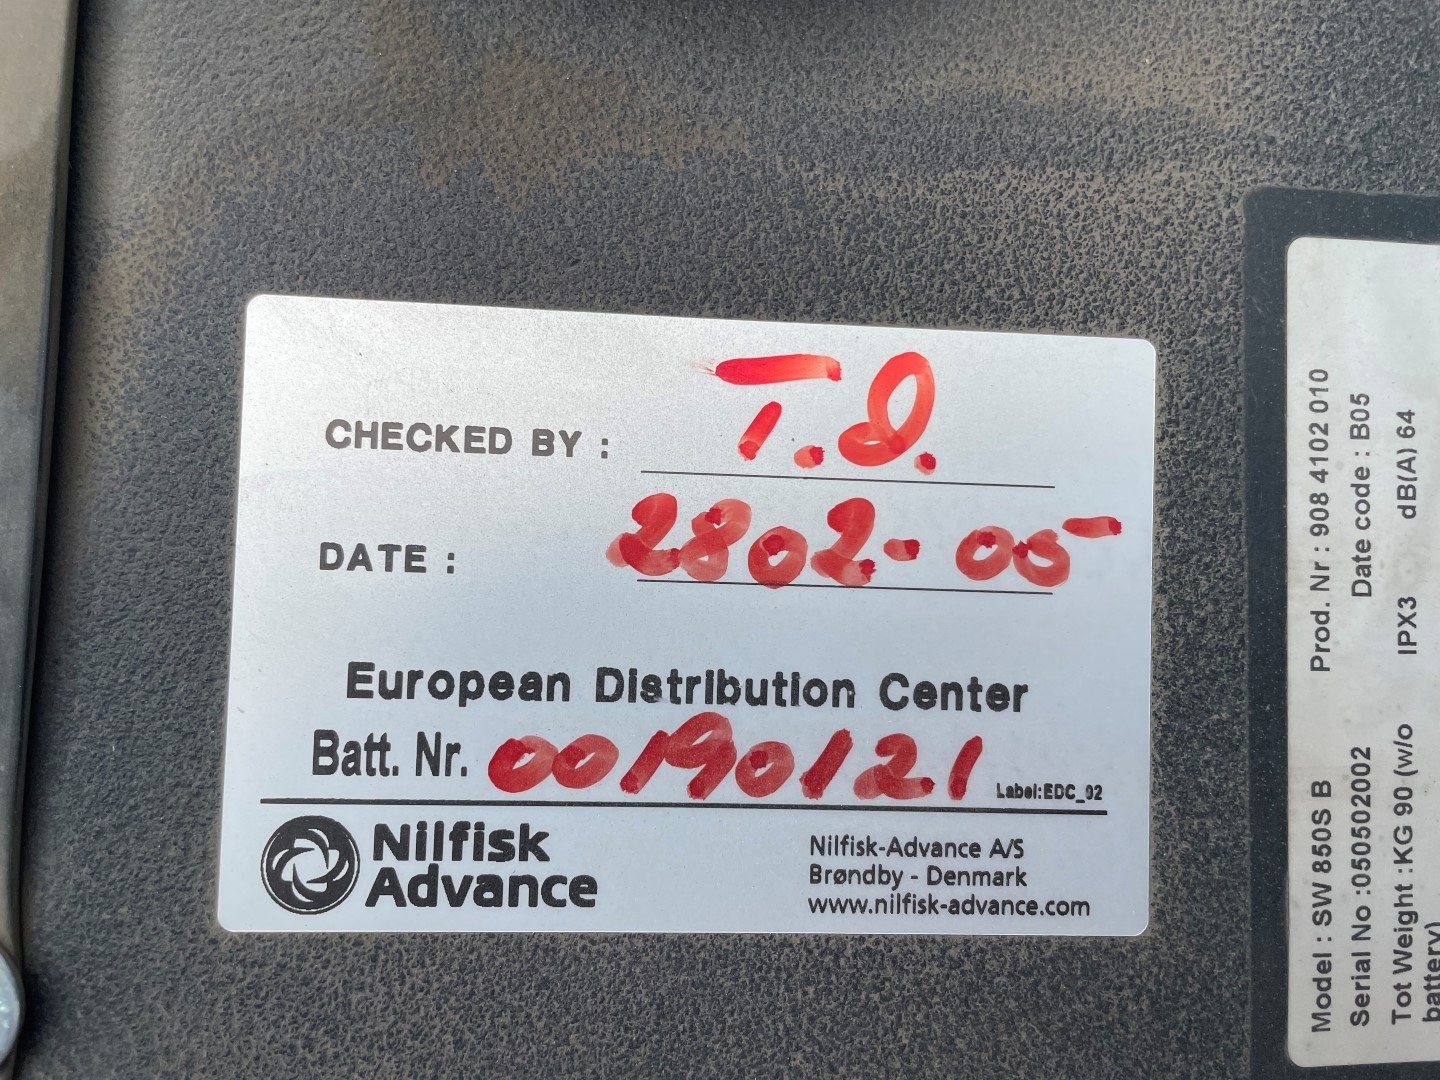 CHECKED BY : T.D.
DATE : 2802-05-
European Distribution Center
Batt. Nr. 00190121
Label:EDC_02
Nilfisk
Advance
Nilfisk-Advance A/S
Brøndby - Denmark
www.nilfisk-advance.com
Model : SW 850S B Prod. Nr : 908 4102 010
Serial No :050502002 Date code : B05
Tot Weight :KG 90 (w/o IPX3 dB(A) 64
battery)